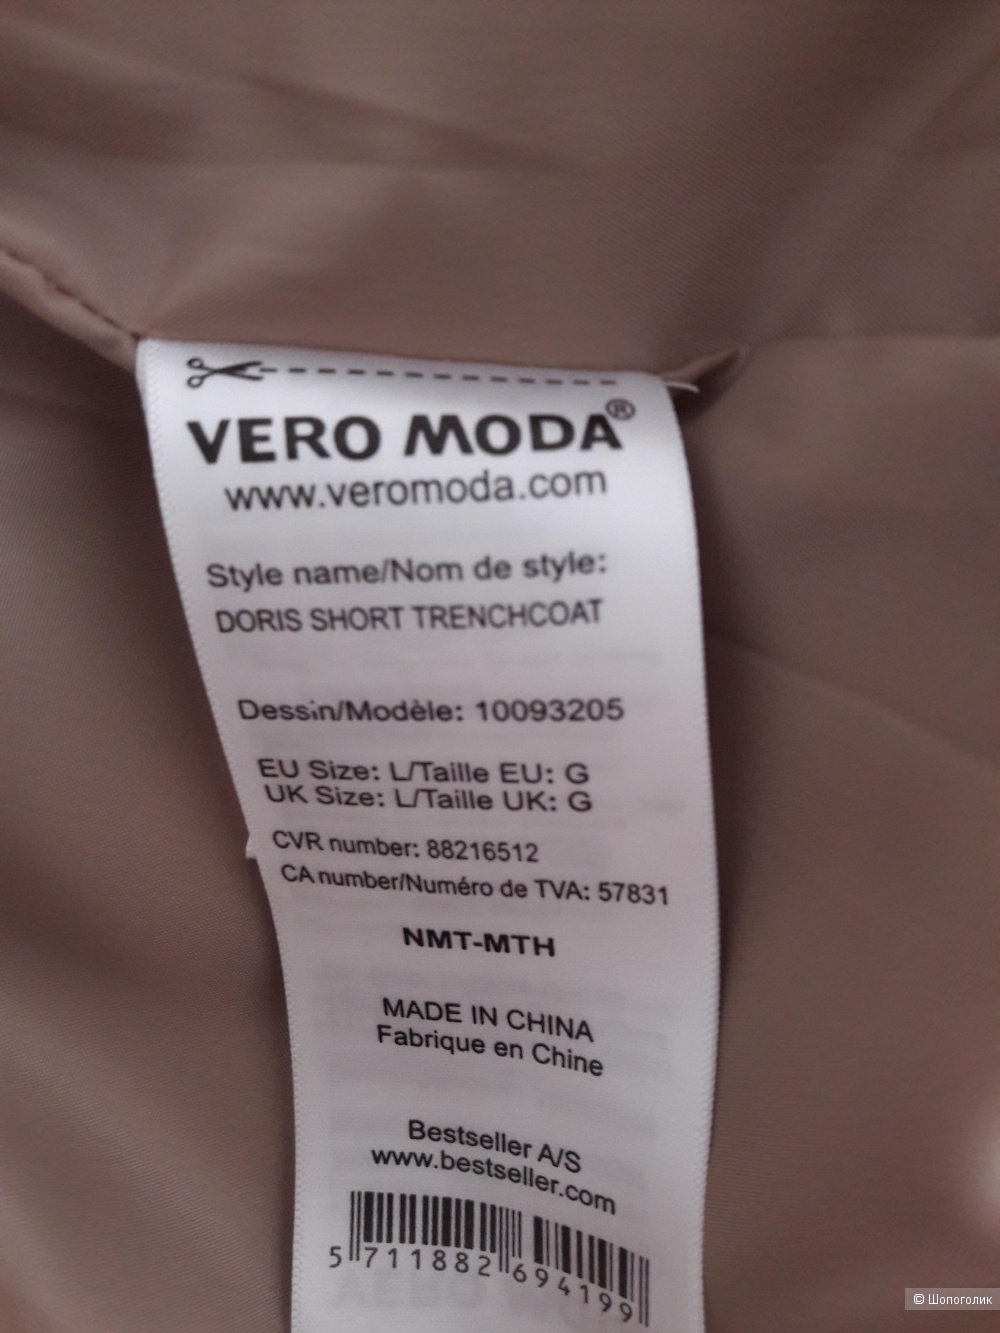 VERO MODA®
www.veromoda.com
Style name/Nom de style:
DORIS SHORT TRENCHCOAT
Dessin/Modèle: 10093205
EU Size: L/Taille EU: G
UK Size: L/Taille UK: G
CVR number: 88216512
CA number/Numéro de TVA: 57831
NMT-MTH
MADE IN CHINA
Fabrique en Chine
Bestseller A/S
www.bestseller.com
5 711882 694199
© Шопоголик